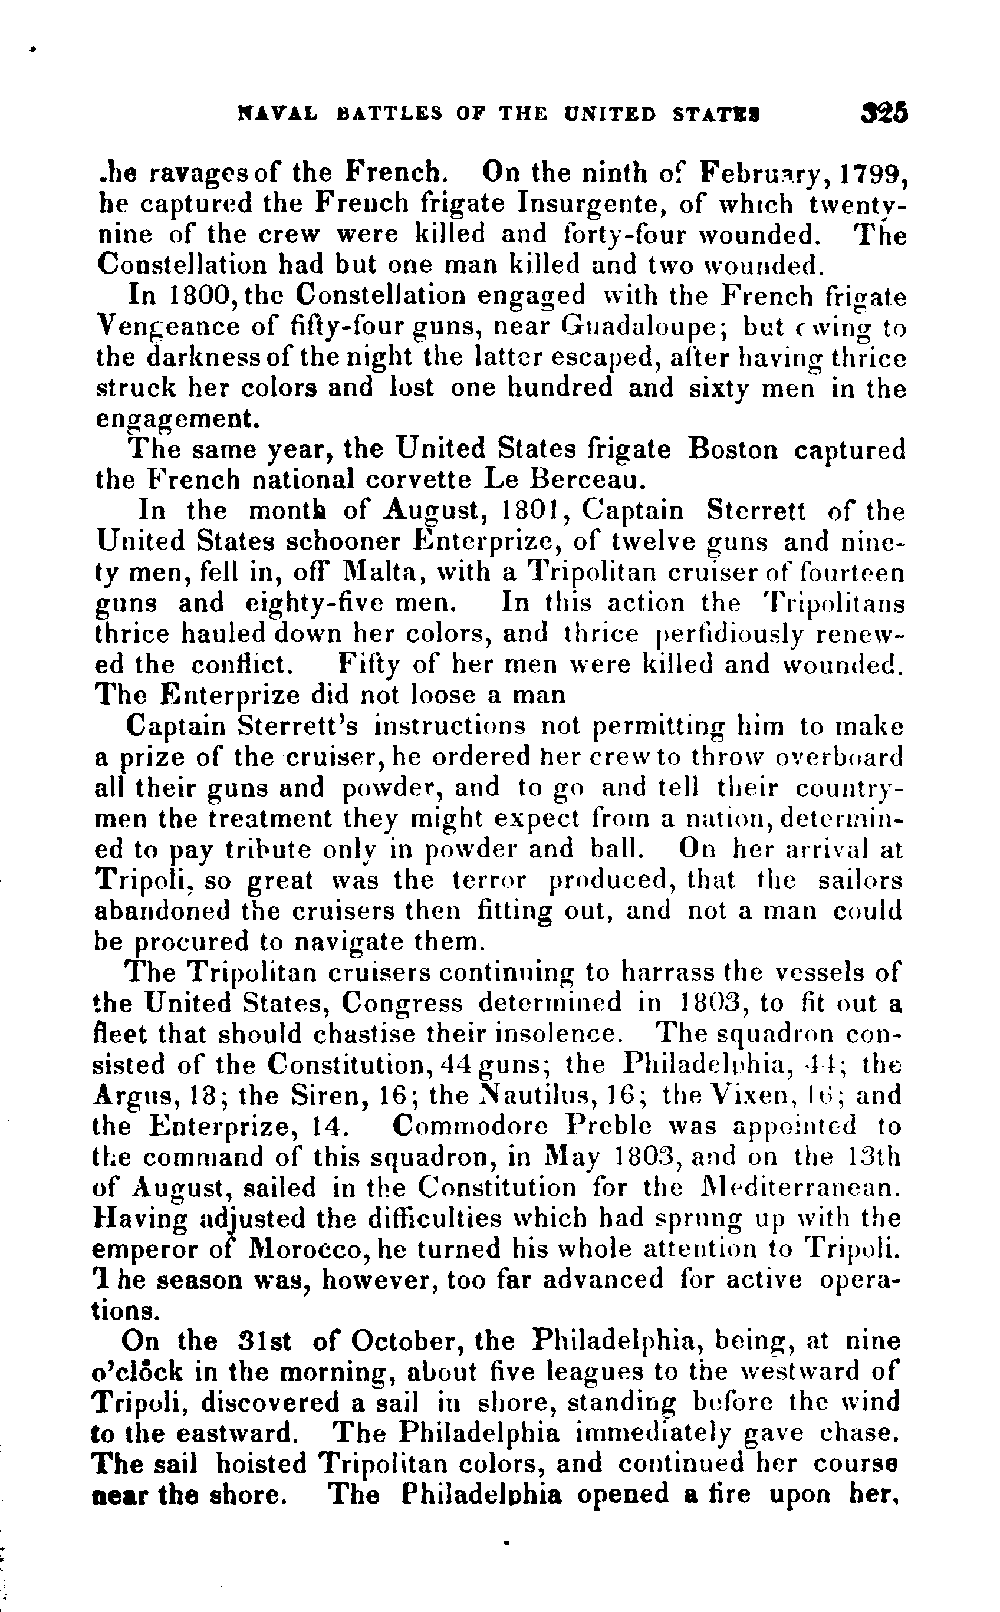 NAVAL BATTLES OF THE UNITED STATES 325
.he ravages of the French. On the ninth of February, 1799,
he captured the French frigate Insurgente, of which twenty-
nine of the crew were killed and forty-four wounded. The
Constellation had but one man killed and two wounded.
In 1800, the Constellation engaged with the French frigate
Vengeance of fifty-four guns, near Guadaloupe; but owing to
the darkness of the night the latter escaped, after having thrice
struck her colors and lost one hundred and sixty men in the
engagement.
The same year, the United States frigate Boston captured
the French national corvette Le Berceau.
In the month of August, 1801, Captain Sterrett of the
United States schooner Enterprize, of twelve guns and nine-
ty men, fell in, off Malta, with a Tripolitan cruiser of fourteen
guns and eighty-five men. In this action the Tripolitans
thrice hauled down her colors, and thrice perfidiously renew-
ed the conflict. Fifty of her men were killed and wounded.
The Enterprize did not loose a man
Captain Sterrett's instructions not permitting him to make
a prize of the cruiser, he ordered her crew to throw overboard
all their guns and powder, and to go and tell their country-
men the treatment they might expect from a nation, determin-
ed to pay tribute only in powder and ball. On her arrival at
Tripoli, so great was the terror produced, that the sailors
abandoned the cruisers then fitting out, and not a man could
be procured to navigate them.
The Tripolitan cruisers continuing to harrass the vessels of
the United States, Congress determined in 1803, to fit out a
fleet that should chastise their insolence. The squadron con-
sisted of the Constitution, 44 guns; the Philadelphia, 44; the
Argus, 18; the Siren, 16; the Nautilus, 16; the Vixen, 16; and
the Enterprize, 14. Commodore Preble was appointed to
the command of this squadron, in May 1803, and on the 13th
of August, sailed in the Constitution for the Mediterranean.
Having adjusted the difficulties which had sprung up with the
emperor of Morocco, he turned his whole attention to Tripoli.
The season was, however, too far advanced for active opera-
tions.
On the 31st of October, the Philadelphia, being, at nine
o'clock in the morning, about five leagues to the westward of
Tripoli, discovered a sail in shore, standing before the wind
to the eastward. The Philadelphia immediately gave chase.
The sail hoisted Tripolitan colors, and continued her course
near the shore. The Philadelphia opened a fire upon her,